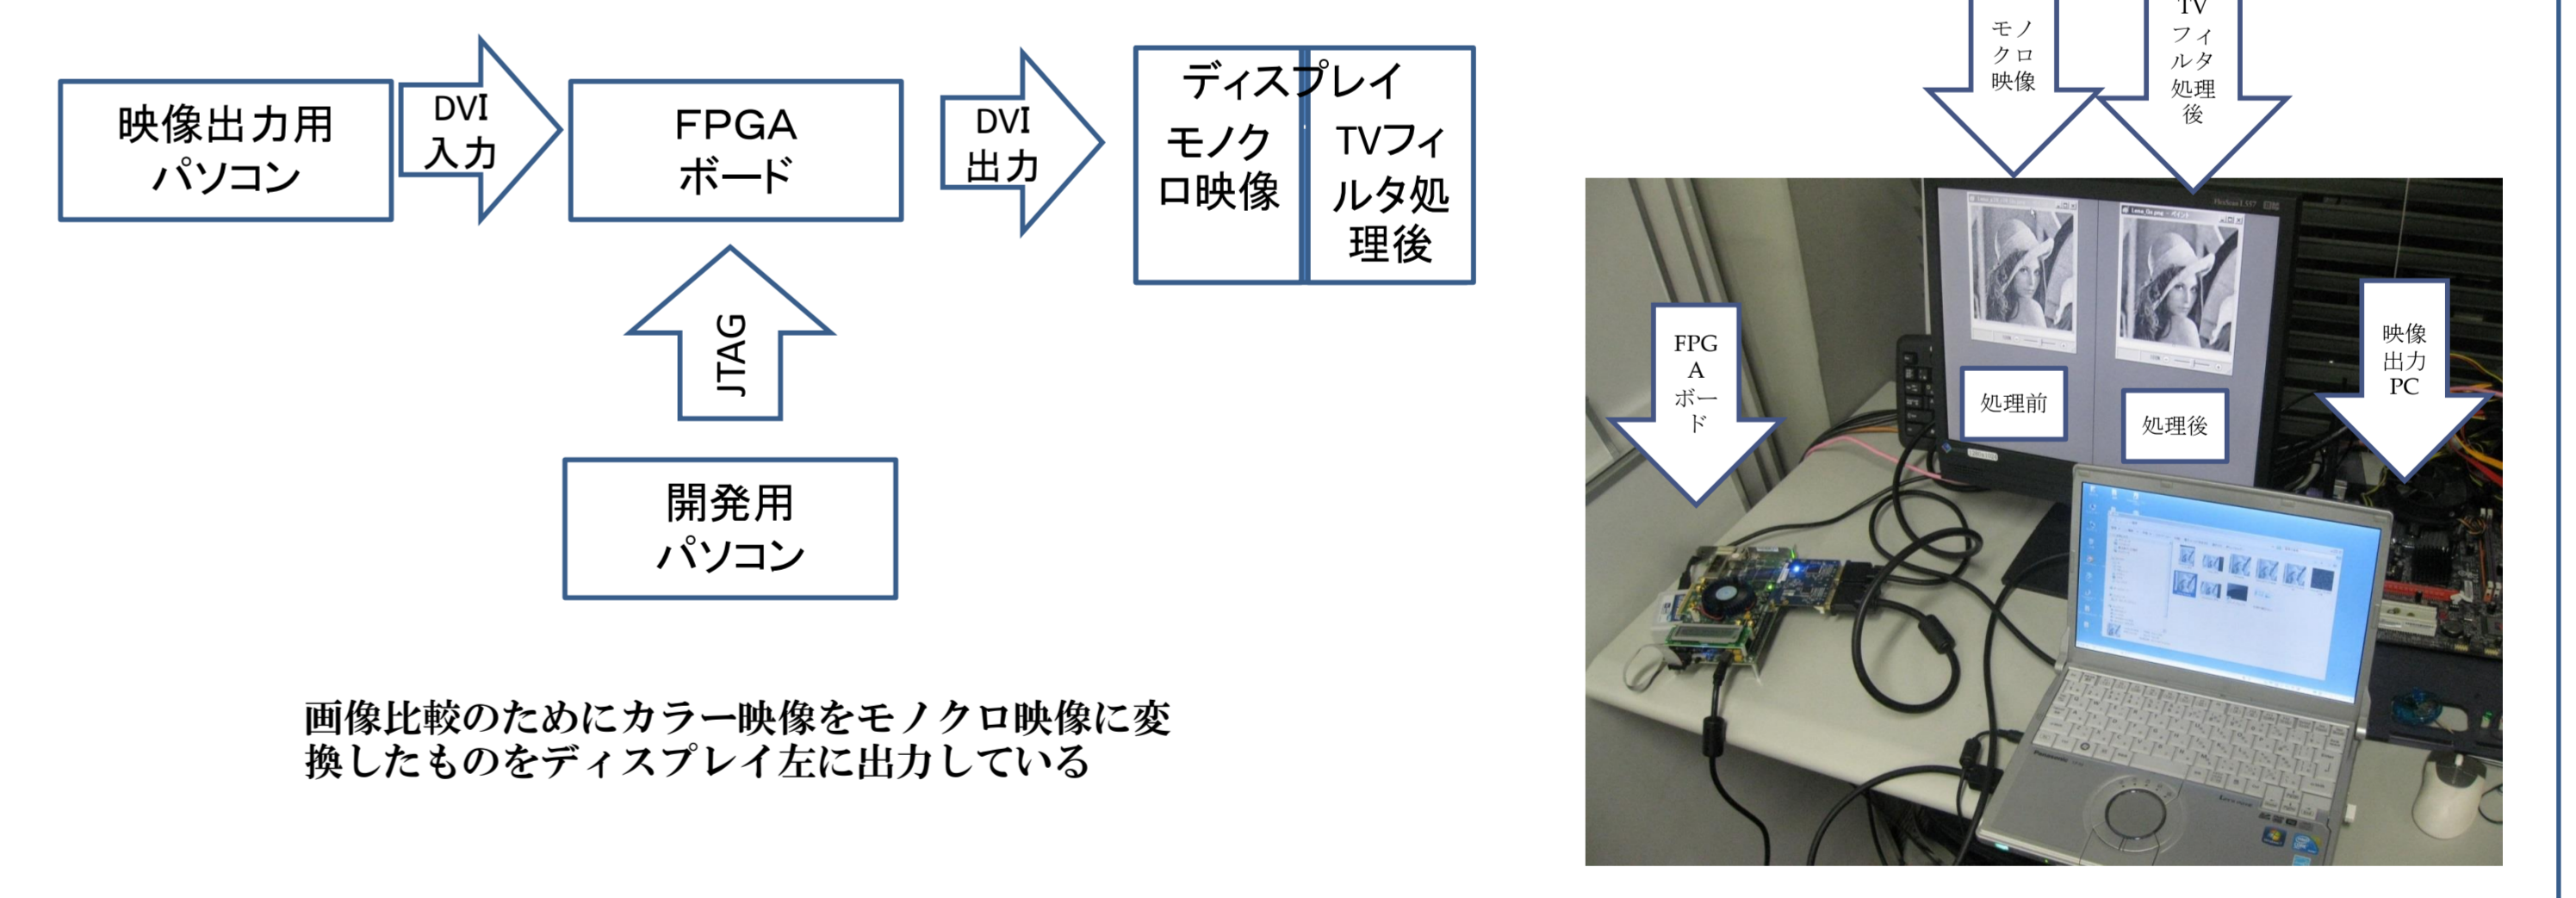 映像出力用
パソコン
DVI
入力
FPGA
ボード
DVI
出力
ディスプレイ
モノク
ロ映像
TVフィ
ルタ処
理後
JTAG
開発用
パソコン
画像比較のためにカラー映像をモノクロ映像に変
換したものをディスプレイ左に出力している
モノ
クロ
映像
TV
フィ
ルタ
処理
後
FPG
A
ボー
ド
処理前
処理後
映像
出力
PC
Panasonic